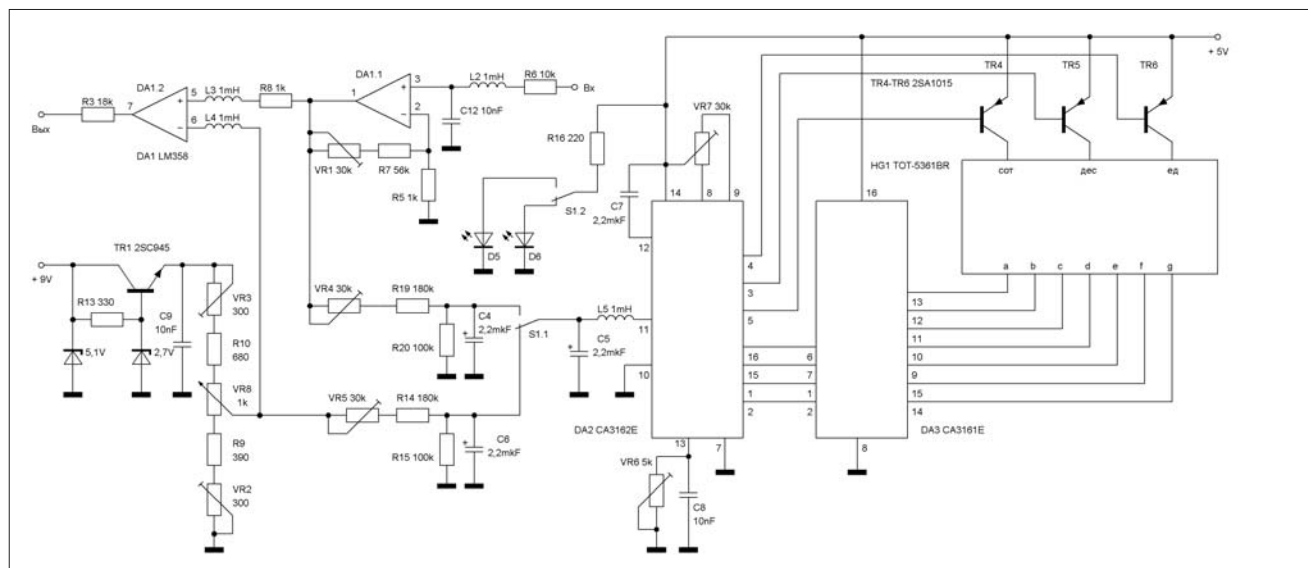 + 5V
TR4
TR5
TR6
TR4-TR6 2SA1015
DA1.2
L3 1mH
R8 1k
DA1.1
3
L2 1mH
R6 10k
Вх
R3 18k
7
5
+
1
+
C12 10nF
Вых
6
−
L4 1mH
2
−
DA1 LM358
VR1 30k
R7 56k
R5 1k
R16 220
VR7 30k
HG1 TOT-5361BR
сот
дес
ед
S1.2
C7
2,2mkF
14
8
9
16
D5
D6
12
4
3
5
a
b
c
d
e
f
g
TR1 2SC945
+ 9V
R13 330
C9
10nF
5,1V
2,7V
VR3
300
R10
680
VR8
1k
R9
390
VR2
300
VR4 30k
R19 180k
R20 100k
C4
2,2mkF
+
S1.1
L5 1mH
11
C5
2,2mkF
+
10
VR5 30k
R14 180k
R15 100k
C6
2,2mkF
+
16
15
1
2
6
7
1
2
13
12
11
10
9
15
14
13
7
DA2 CA3162E
8
DA3 CA3161E
VR6 5k
C8
10nF